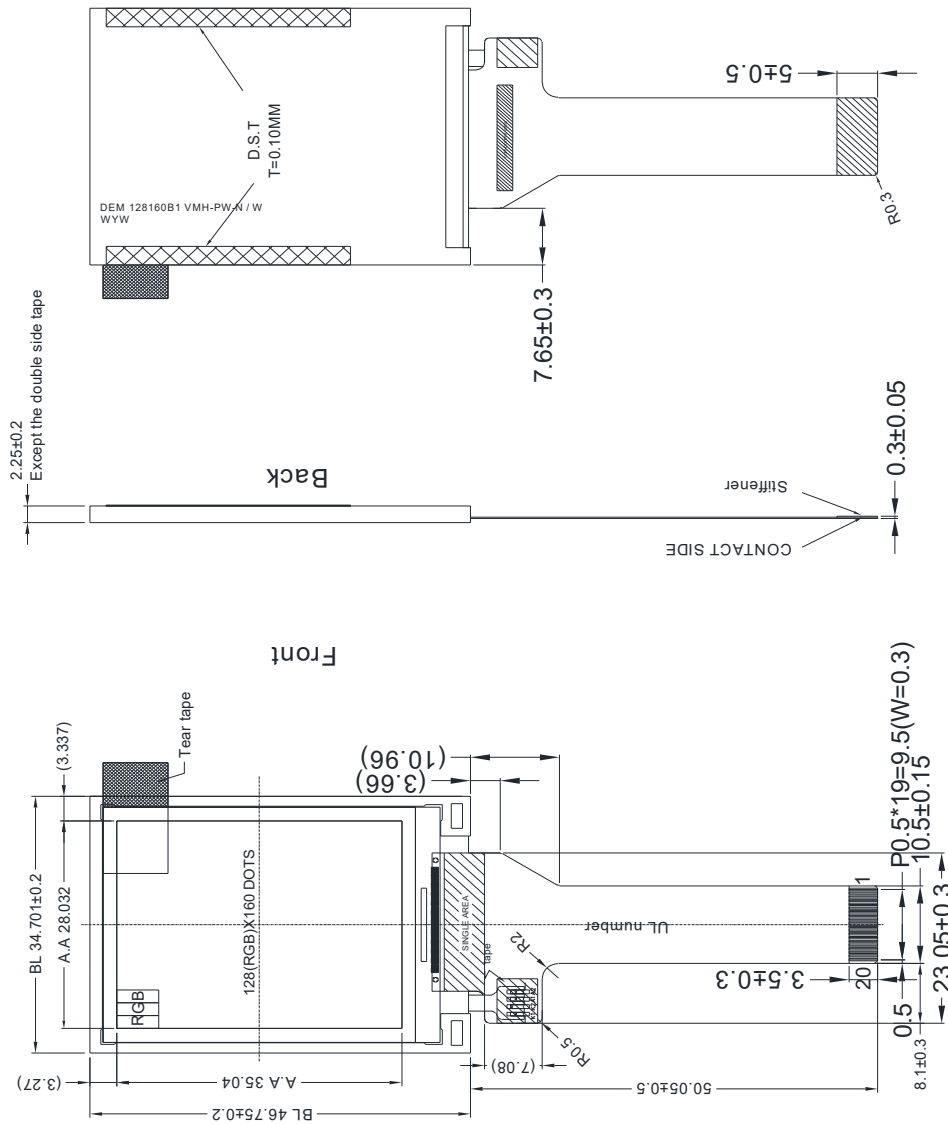 DEM 128160B1 VMH-PW-N / W
WYW
D.S.T
T=0.10MM
5±0.5
R0.3
7.65±0.3
2.25±0.2
Except the double side tape
Back
Stiffener
CONTACT SIDE
0.3±0.05
Front
(3.337)
Tear tape
BL 34.701±0.2
A.A 28.032
128(RGB)X160 DOTS
RGB
(3.27)
A.A 35.04
BL 46.75±0.2
(10.96)
(3.66)
SINGLE AREA
tape
UL number
R2
R0.5
(7.08)
50.05±0.5
1
20
3.5±0.3
P0.5*19=9.5(W=0.3)
10.5±0.15
0.5
23.05±0.3
8.1±0.3